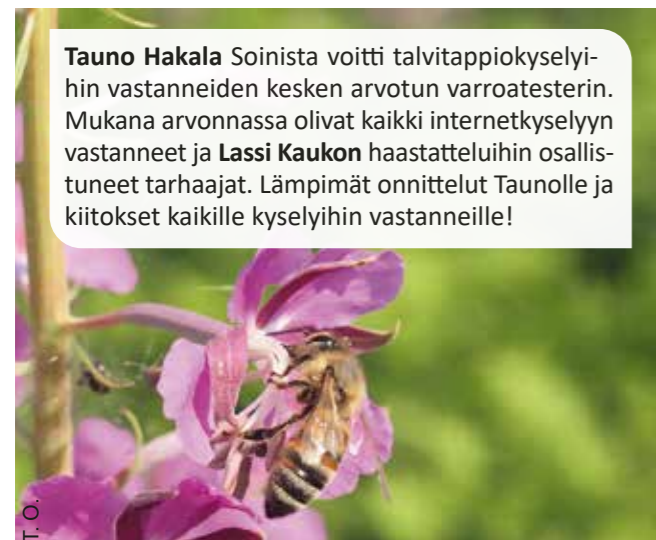 Tauno Hakala Soinista voitti talvitappiokyselyi-
hin vastanneiden kesken arvotun varroatesterin.
Mukana arvonnassa olivat kaikki internetkyselyyn
vastanneet ja Lassi Kaukon haastatteluihin osallis-
tuneet tarhaajat. Lämpimät onnittelut Taunolle ja
kiitokset kaikille kyselyihin vastanneille!
T. O.